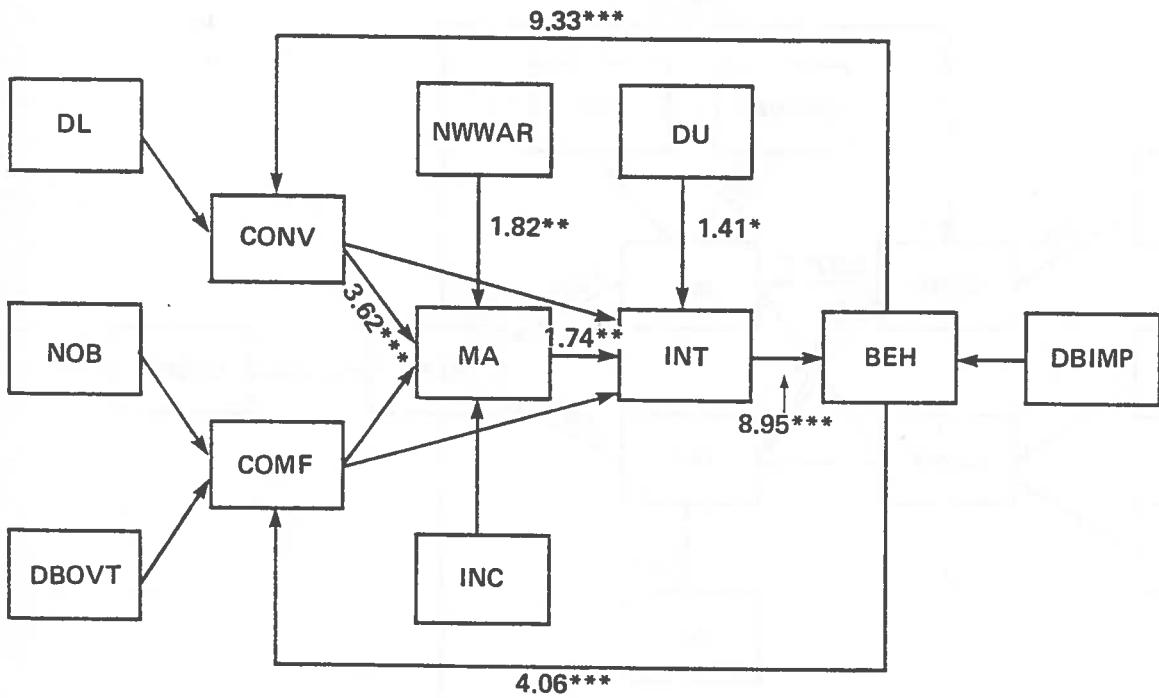 9.33***
DL
NWWAR
DU
CONV
1.82**
1.41*
3.62***
NOB
MA
1.74**
INT
BEH
DBIMP
8.95***
COMF
DBOVT
INC
4.06***